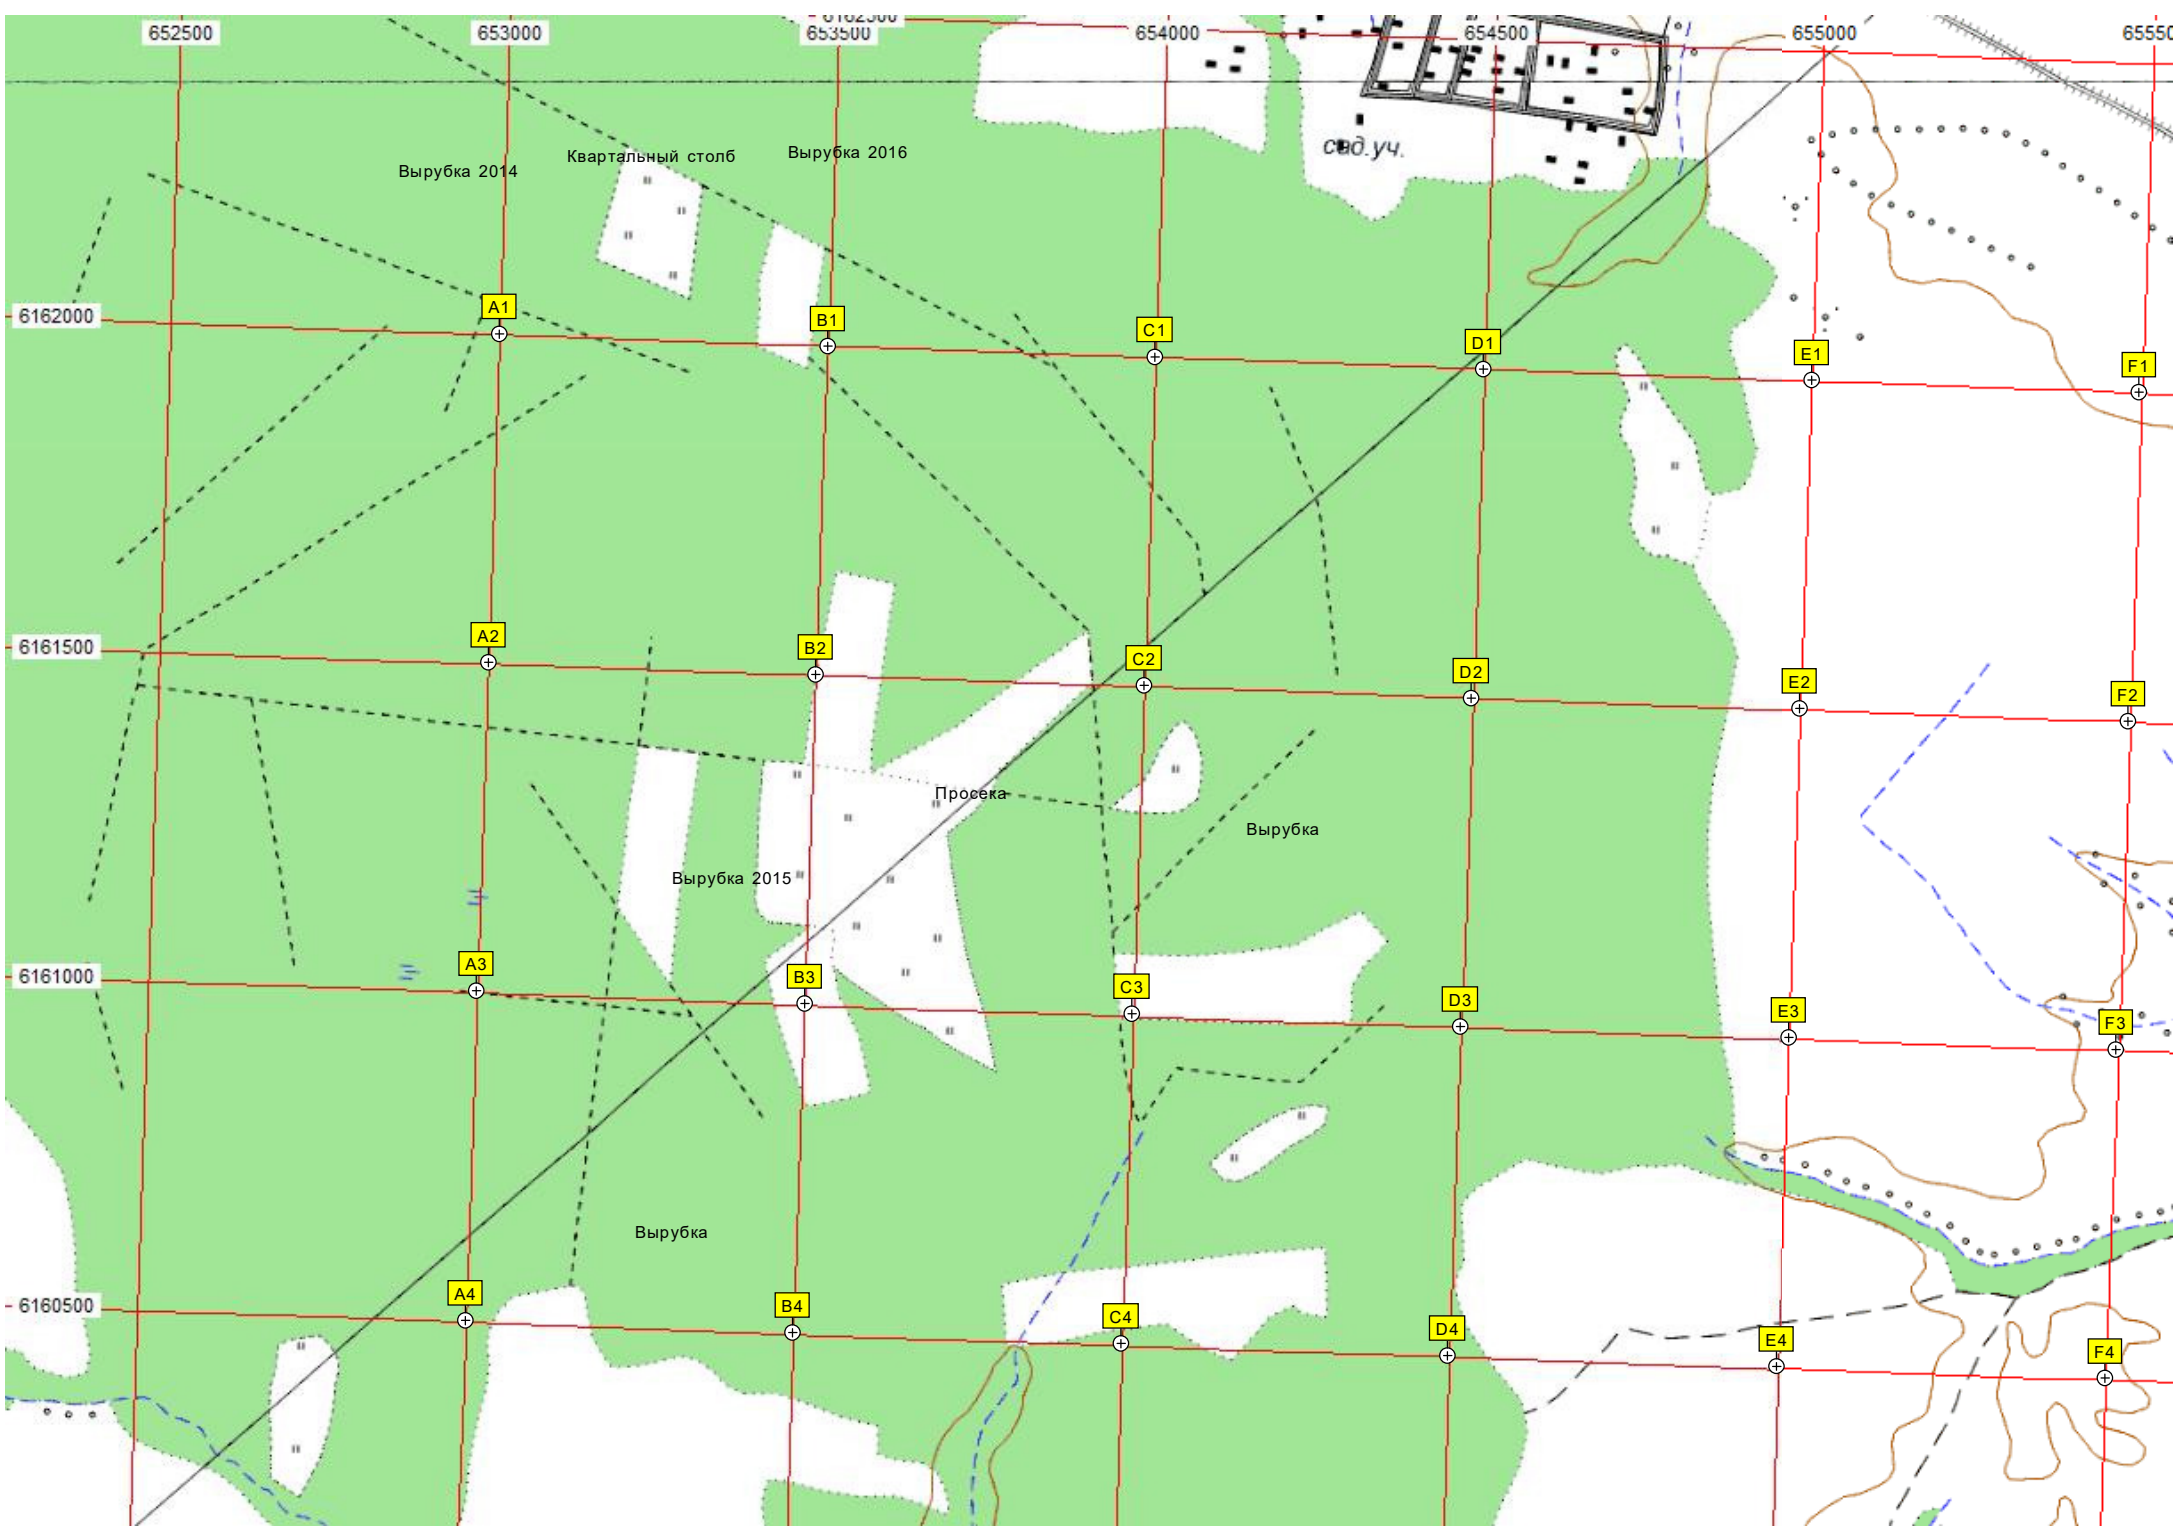 6162500
652500 653000 653500 654000 654500 655000 65550
сад.уч.
Вырубка 2014 Квартальный столб Вырубка 2016
6162000 A1 B1 C1 D1 E1 F1
6161500 A2 B2 C2 D2 E2 F2
Просека
Вырубка
Вырубка 2015
6161000 A3 B3 C3 D3 E3 F3
Вырубка
6160500 A4 B4 C4 D4 E4 F4